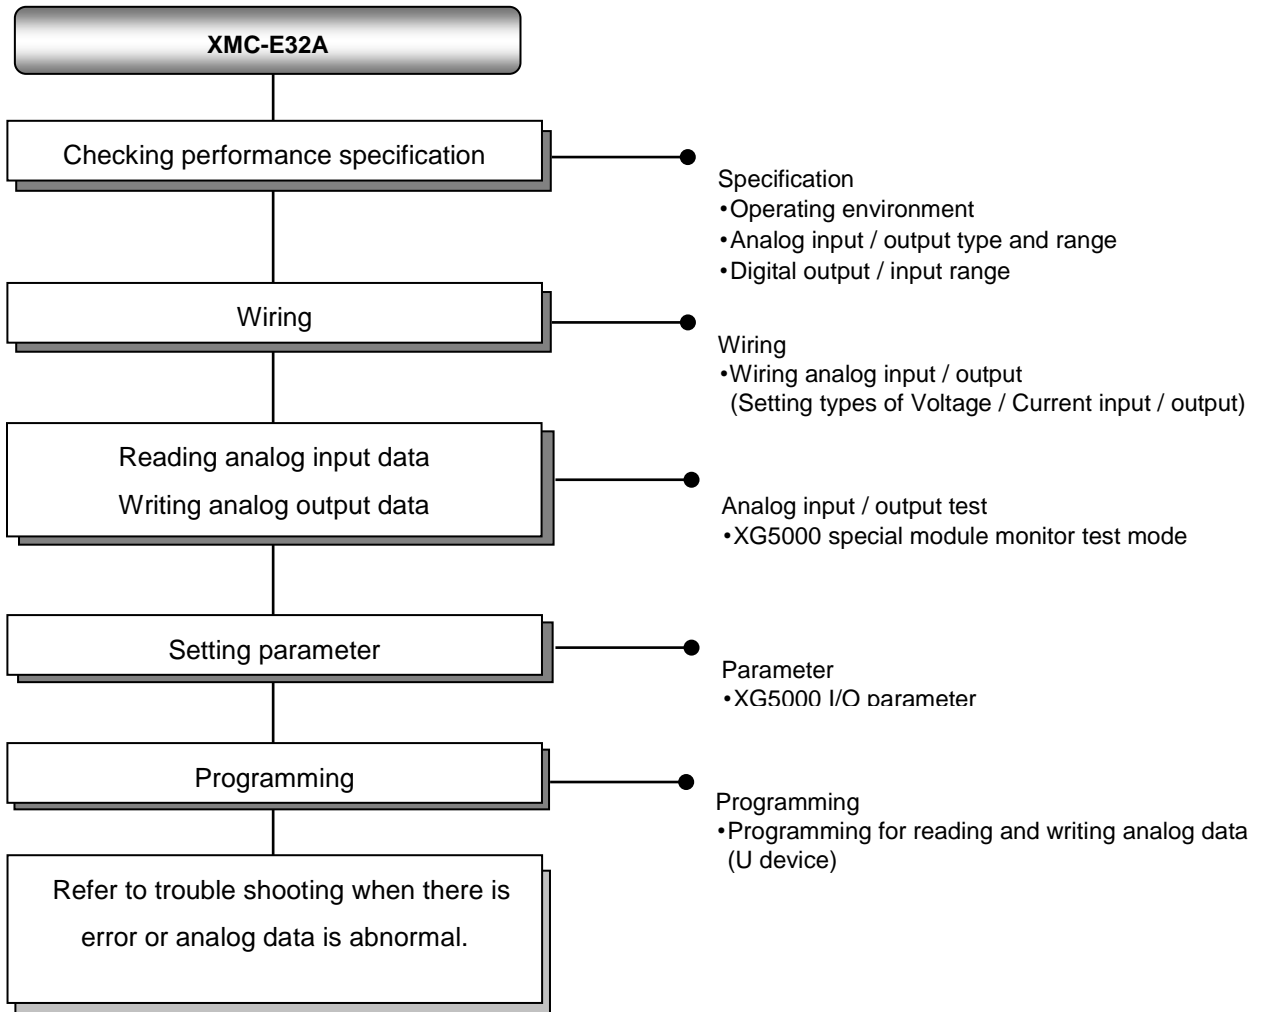 XMC-E32A
Checking performance specification
Specification
•Operating environment
•Analog input / output type and range
•Digital output / input range
Wiring
Wiring
•Wiring analog input / output
(Setting types of Voltage / Current input / output)
Reading analog input data
Writing analog output data
Analog input / output test
•XG5000 special module monitor test mode
Setting parameter
Parameter
•XG5000 I/O parameter
Programming
Programming
•Programming for reading and writing analog data
(U device)
Refer to trouble shooting when there is
error or analog data is abnormal.